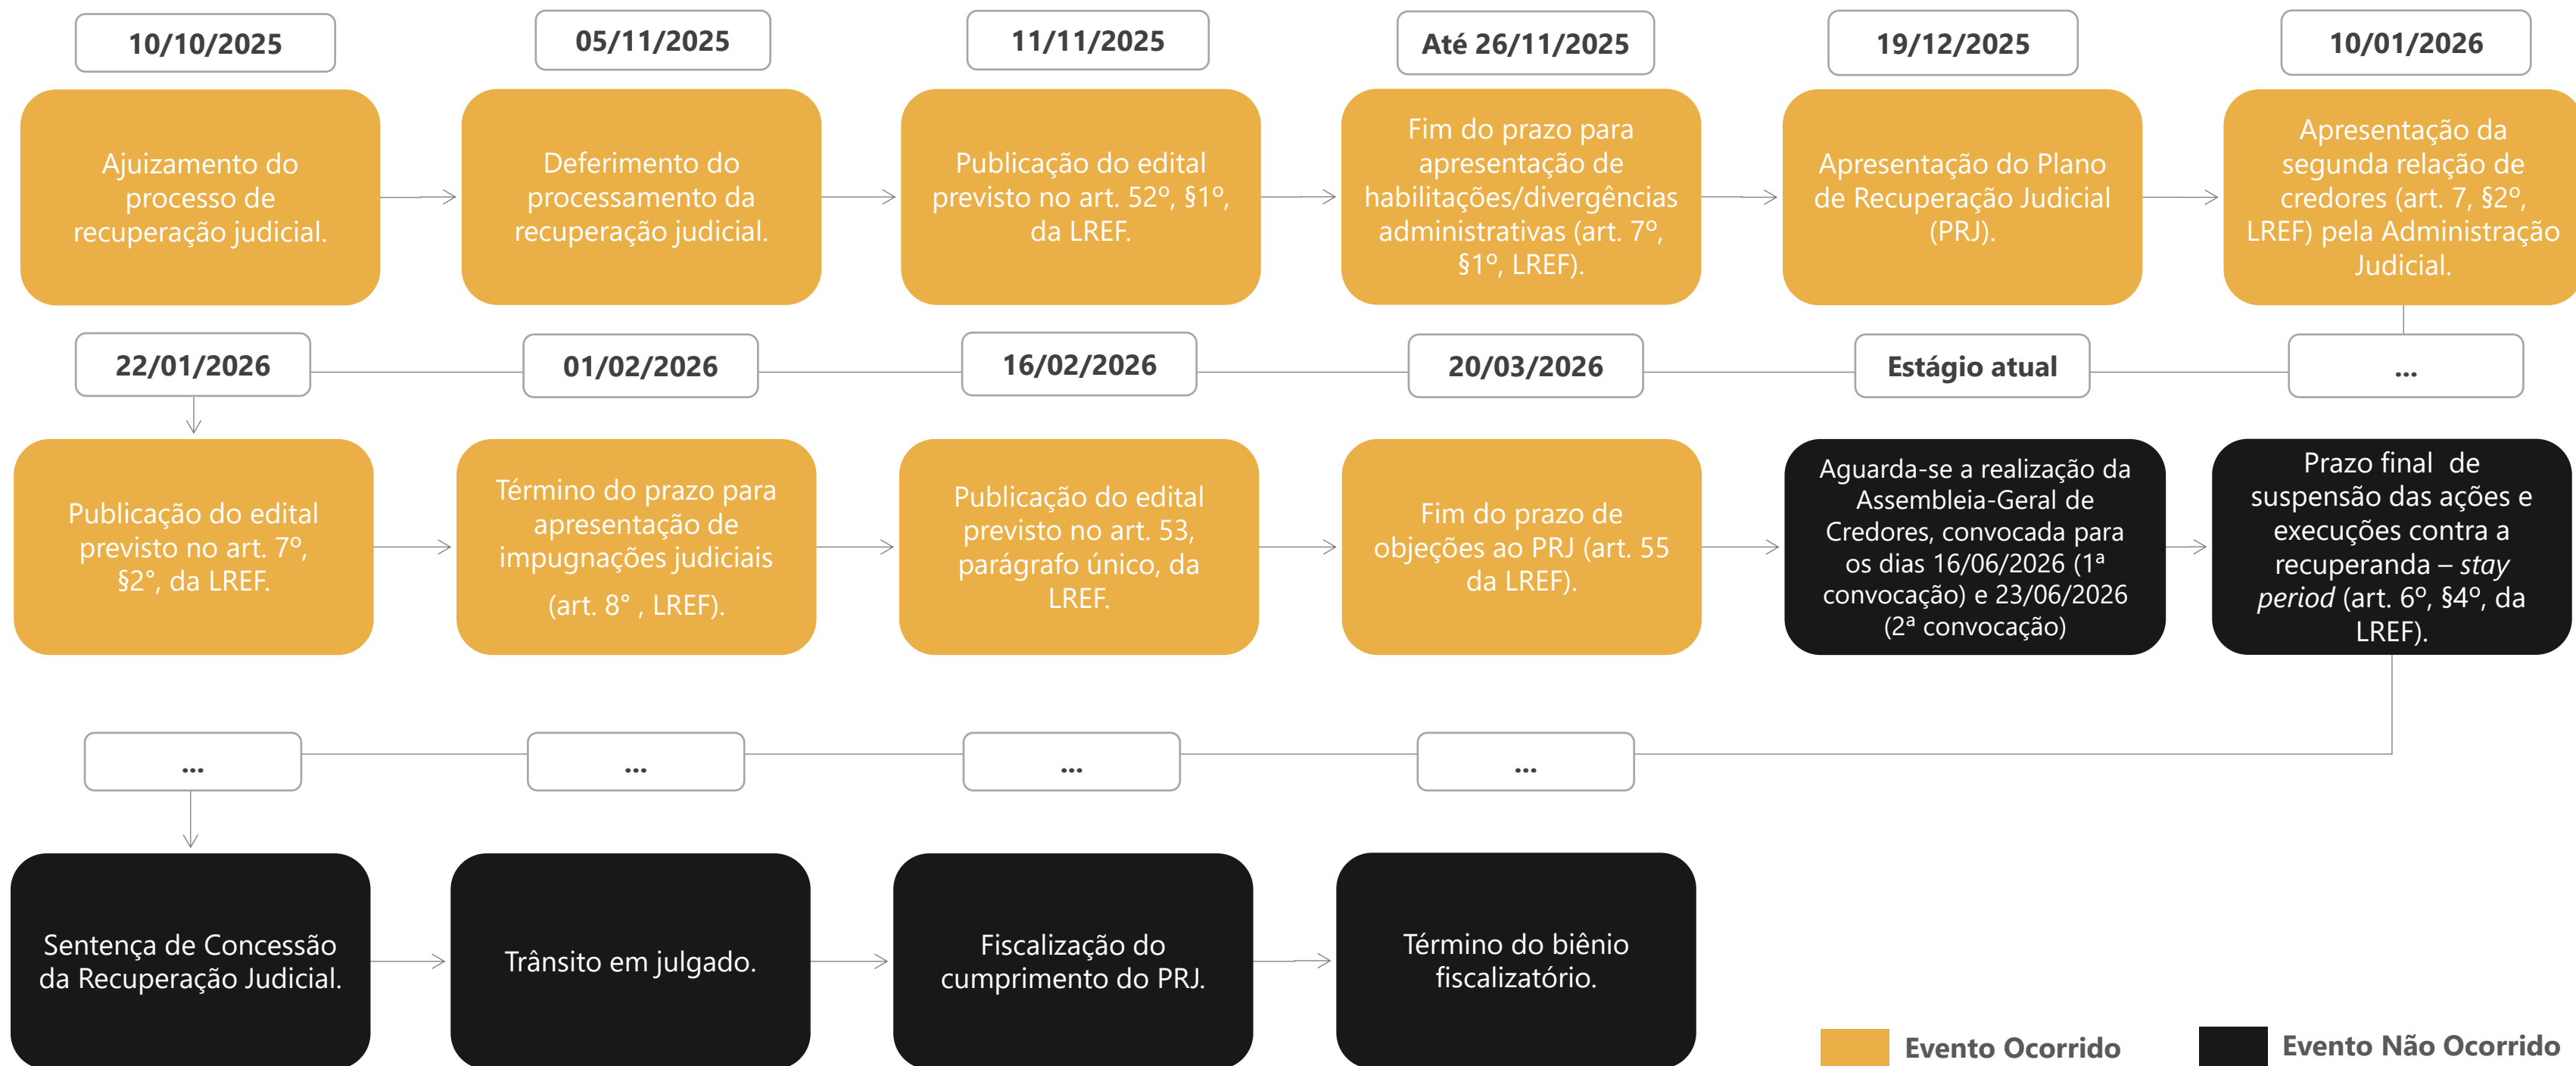 10/10/2025
05/11/2025
11/11/2025
Até 26/11/2025
19/12/2025
10/01/2026
Ajuizamento do
processo de
recuperação judicial.
Deferimento do
processamento da
recuperação judicial.
Publicação do edital
previsto no art. 52º, §1º,
da LREF.
Fim do prazo para
apresentação de
habilitações/divergências
administrativas (art. 7º,
§1º, LREF).
Apresentação do Plano
de Recuperação Judicial
(PRJ).
Apresentação da
segunda relação de
credores (art. 7, §2º,
LREF) pela Administração
Judicial.
22/01/2026
01/02/2026
16/02/2026
20/03/2026
Estágio atual
...
Publicação do edital
previsto no art. 7º,
§2°, da LREF.
Término do prazo para
apresentação de
impugnações judiciais
(art. 8° , LREF).
Publicação do edital
previsto no art. 53,
parágrafo único, da
LREF.
Fim do prazo de
objeções ao PRJ (art. 55
da LREF).
Aguarda-se a realização da
Assembleia-Geral de
Credores, convocada para
os dias 16/06/2026 (1ª
convocação) e 23/06/2026
(2ª convocação)
Prazo final  de
suspensão das ações e
execuções contra a
recuperanda – stay
period (art. 6º, §4º, da
LREF).
...
...
...
...
Sentença de Concessão
da Recuperação Judicial.
Trânsito em julgado.
Fiscalização do
cumprimento do PRJ.
Término do biênio
fiscalizatório.
Evento Ocorrido
Evento Não Ocorrido